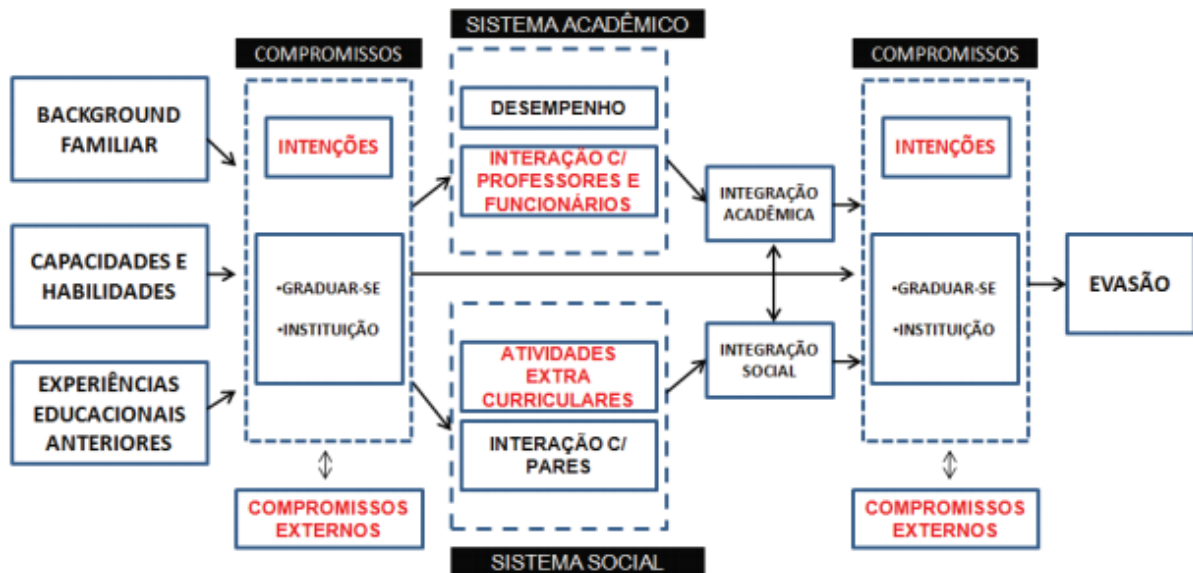 SISTEMA ACADÊMICO
COMPROMISSOS
COMPROMISSOS
BACKGROUND
FAMILIAR
CAPACIDADES E
HABILIDADES
EXPERIÊNCIAS
EDUCACIONAIS
ANTERIORES
INTENÇÕES
•GRADUAR-SE
•INSTITUIÇÃO
COMPROMISSOS
EXTERNOS
DESEMPENHO
INTERAÇÃO C/
PROFESSORES E
FUNCIONÁRIOS
ATIVIDADES
EXTRA
CURRICULARES
INTERAÇÃO C/
PARES
SISTEMA SOCIAL
INTEGRAÇÃO
ACADÊMICA
INTEGRAÇÃO
SOCIAL
INTENÇÕES
•GRADUAR-SE
•INSTITUIÇÃO
COMPROMISSOS
EXTERNOS
EVASÃO